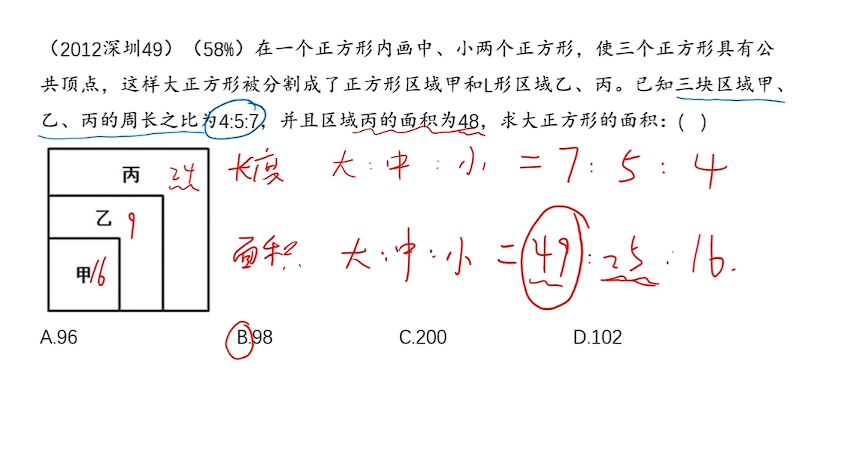 （2012深圳49）（58%）在一个正方形内画中、小两个正方形，使三个正方形具有公
共顶点，这样大正方形被分割成了正方形区域甲和L形区域乙、丙。已知三块区域甲、
乙、丙的周长之比为4:5:7，并且区域丙的面积为48，求大正方形的面积：（ ）
丙 24 长度 大:中:小=7:5:4
乙 9
甲16 面积 大:中:小=49:25:16.
A.96 B.98 C.200 D.102